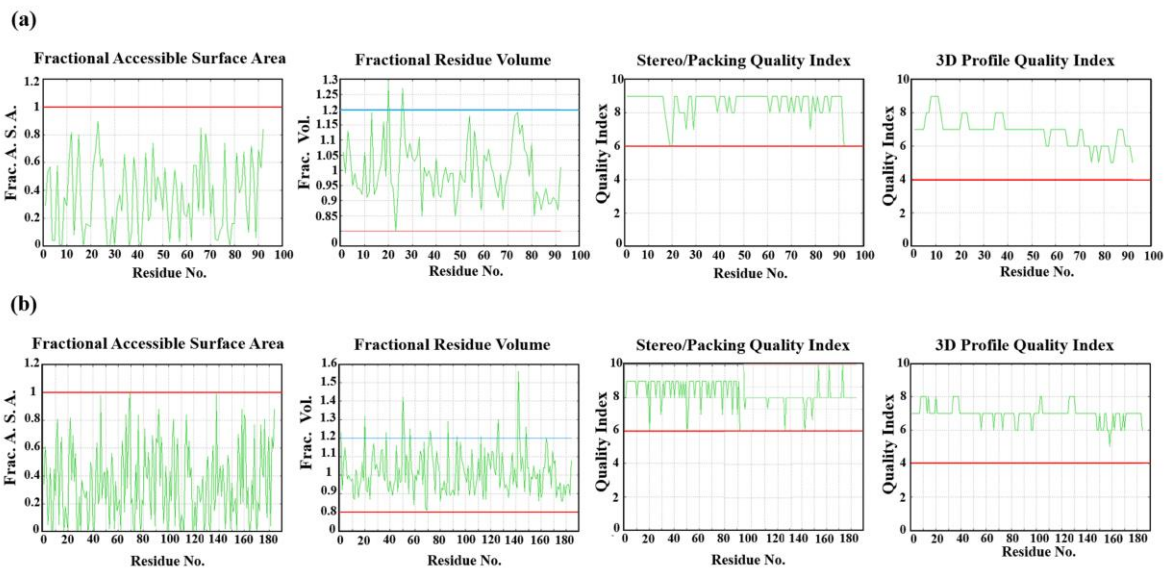 (a)
Fractional Accessible Surface Area
Frac. A. S. A.
1.2
1
0.8
0.6
0.4
0.2
0
0 10 20 30 40 50 60 70 80 90 100
Residue No.
Fractional Residue Volume
Frac. Vol.
1.3
1.2
1.2
1.1
1.1
1.05
1.0
0.95
0.9
0.85
0
0 10 20 30 40 50 60 70 80 90 100
Residue No.
Stereo/Packing Quality Index
Quality Index
10
8
6
4
2
0
0 10 20 30 40 50 60 70 80 90 100
Residue No.
3D Profile Quality Index
Quality Index
10
8
6
4
2
0
0 10 20 30 40 50 60 70 80 90 100
Residue No.
(b)
Fractional Accessible Surface Area
Frac. A. S. A.
1.2
1
0.8
0.6
0.4
0.2
0
0 20 40 60 80 100 120 140 160 180
Residue No.
Fractional Residue Volume
Frac. Vol.
1.6
1.5
1.4
1.3
1.2
1.1
1
0.9
0.8
0
0 20 40 60 80 100 120 140 160 180
Residue No.
Stereo/Packing Quality Index
Quality Index
10
8
6
4
2
0
0 20 40 60 80 100 120 140 160 180
Residue No.
3D Profile Quality Index
Quality Index
10
8
6
4
2
0
0 20 40 60 80 100 120 140 160 180
Residue No.